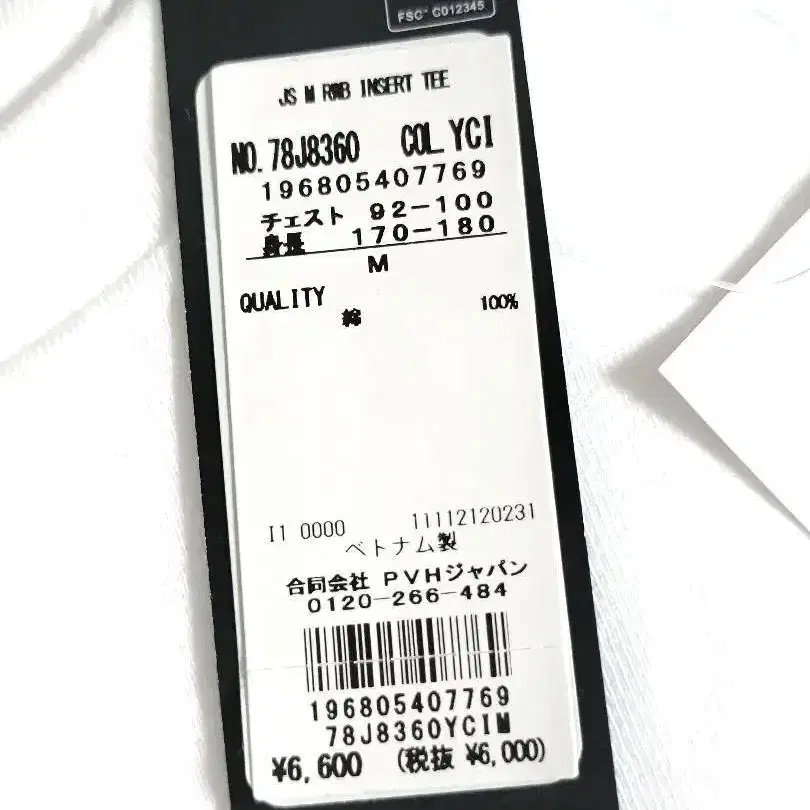 FSC™ C012345
JS M RWB INSERT TEE
NO. 78J8360 COL YCI
196805407769
チェスト 92-100
身長 170-180
M
QUALITY
綿 100%
I1 0000 11112120231
ベトナム製
合同会社 PVHジャパン
0120-266-484
196805407769
78J8360YCIM
¥6,600 (税抜 ¥6,000)